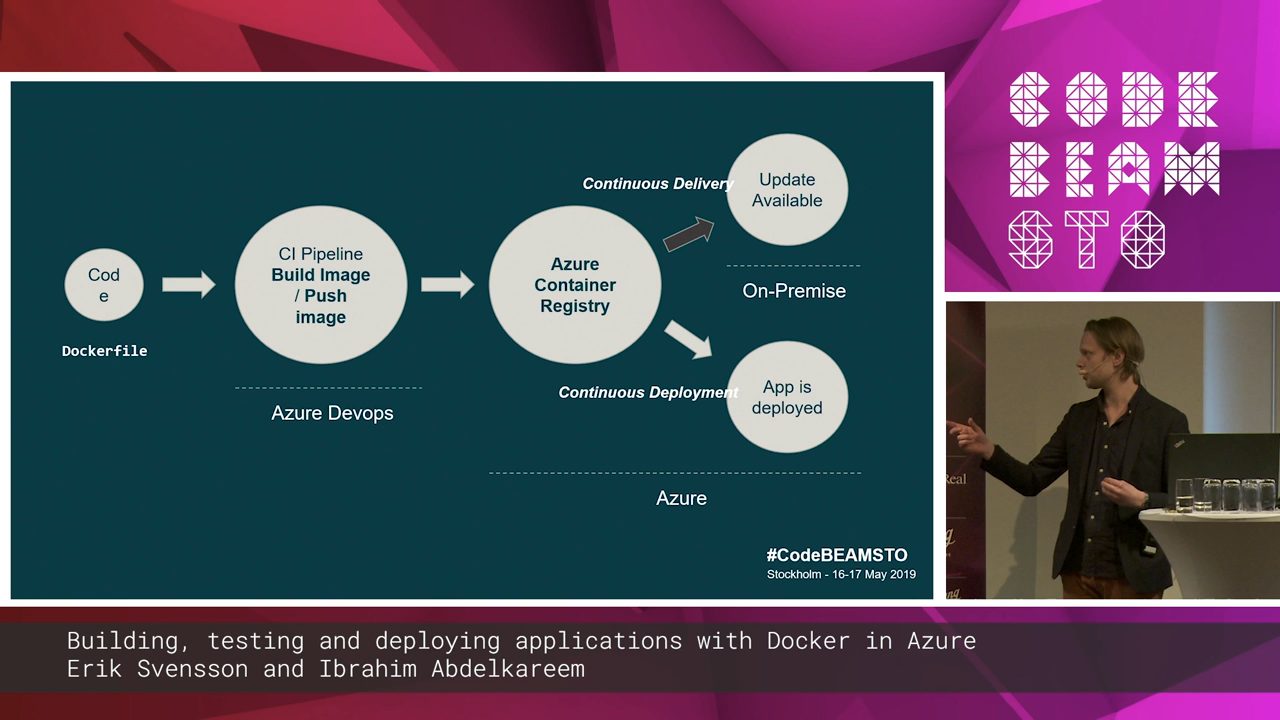 CODE
BEAM
STO
Cod
e
Dockerfile
CI Pipeline
Build Image
/ Push
image
Azure Devops
Azure
Container
Registry
Continuous Delivery
Update
Available
On-Premise
Continuous Deployment
App is
deployed
Azure
#CodeBEAMSTO
Stockholm - 16-17 May 2019
Real
Building, testing and deploying applications with Docker in Azure
Erik Svensson and Ibrahim Abdelkareem